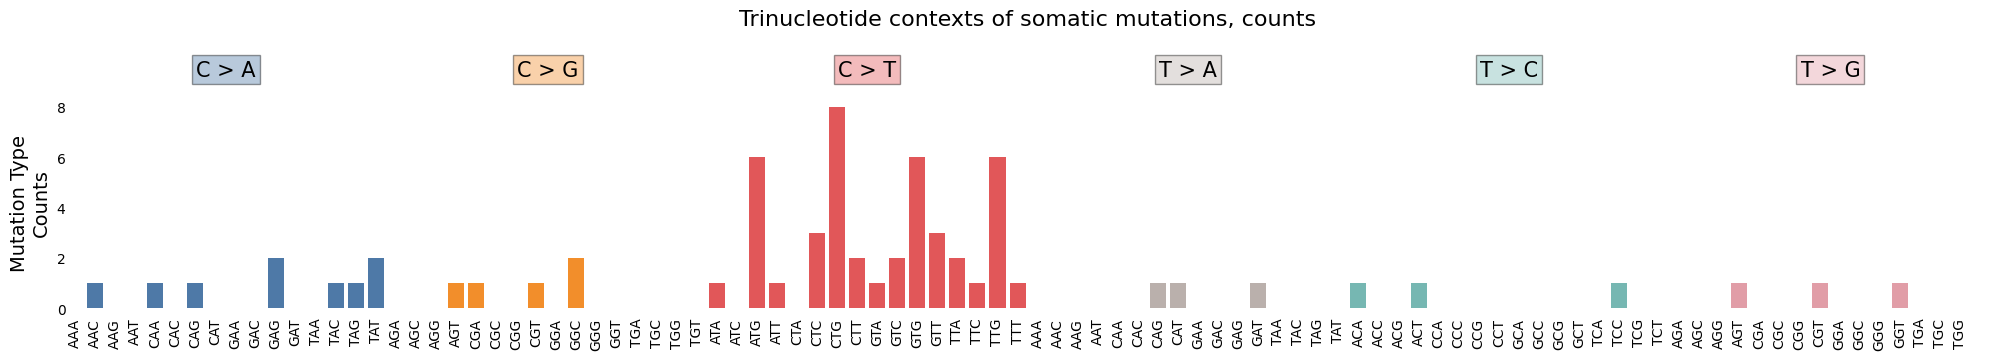 Trinucleotide contexts of somatic mutations, counts
C > A C > G C > T T > A T > C T > G
Mutation Type
Counts
8
6
4
2
0
AAA AAC AAG AAT CAA CAC CAG CAT GAA GAC GAG GAT TAA TAC TAG TAT AGA AGC AGG AGT CGA CGC CGG CGT GGA GGC GGG GGT TGA TGC TGG TGT ATA ATC ATG ATT CTA CTC CTG CTT GTA GTC GTG GTT TTA TTC TTG TTT AAA AAC AAG AAT CAA CAC CAG CAT GAA GAC GAG GAT TAA TAC TAG TAT ACA ACC ACG ACT CCA CCC CCG CCT GCA GCC GCG GCT TCA TCC TCG TCT AGA AGC AGG AGT CGA CGC CGG CGT GGA GGC GGG GGT TGA TGC TGG